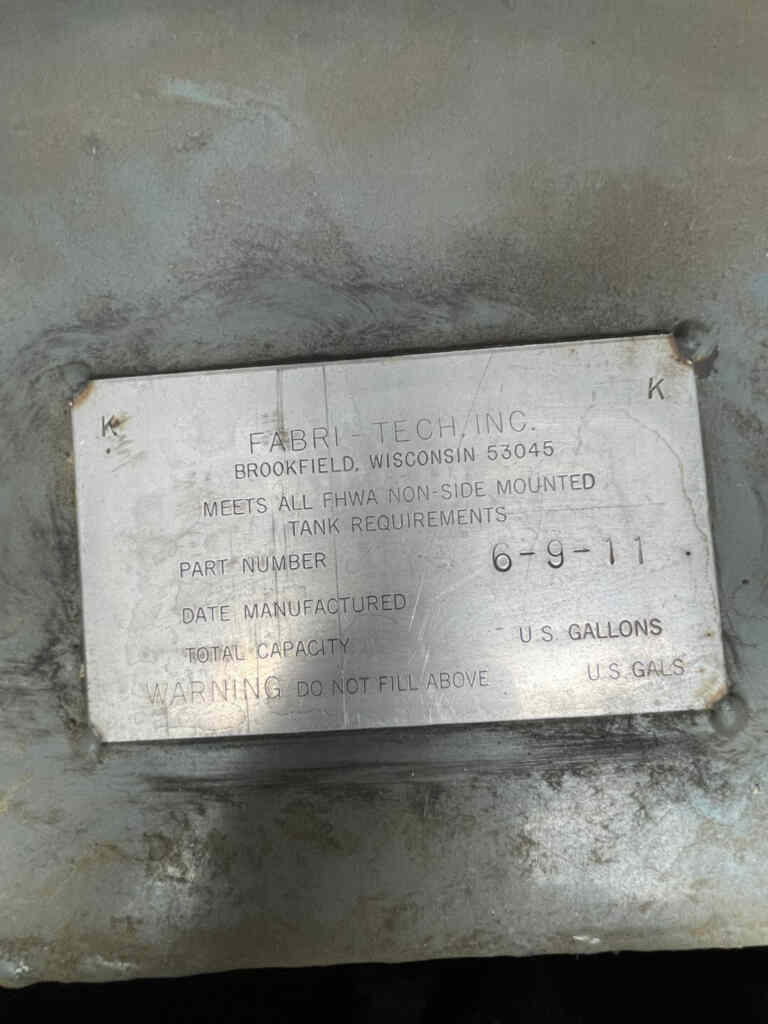 K K
FABRI-TECH, INC.
BROOKFIELD, WISCONSIN 53045
MEETS ALL FHWA NON-SIDE MOUNTED
TANK REQUIREMENTS
PART NUMBER 6-9-11
DATE MANUFACTURED
TOTAL CAPACITY U.S. GALLONS
WARNING DO NOT FILL ABOVE U.S. GALS